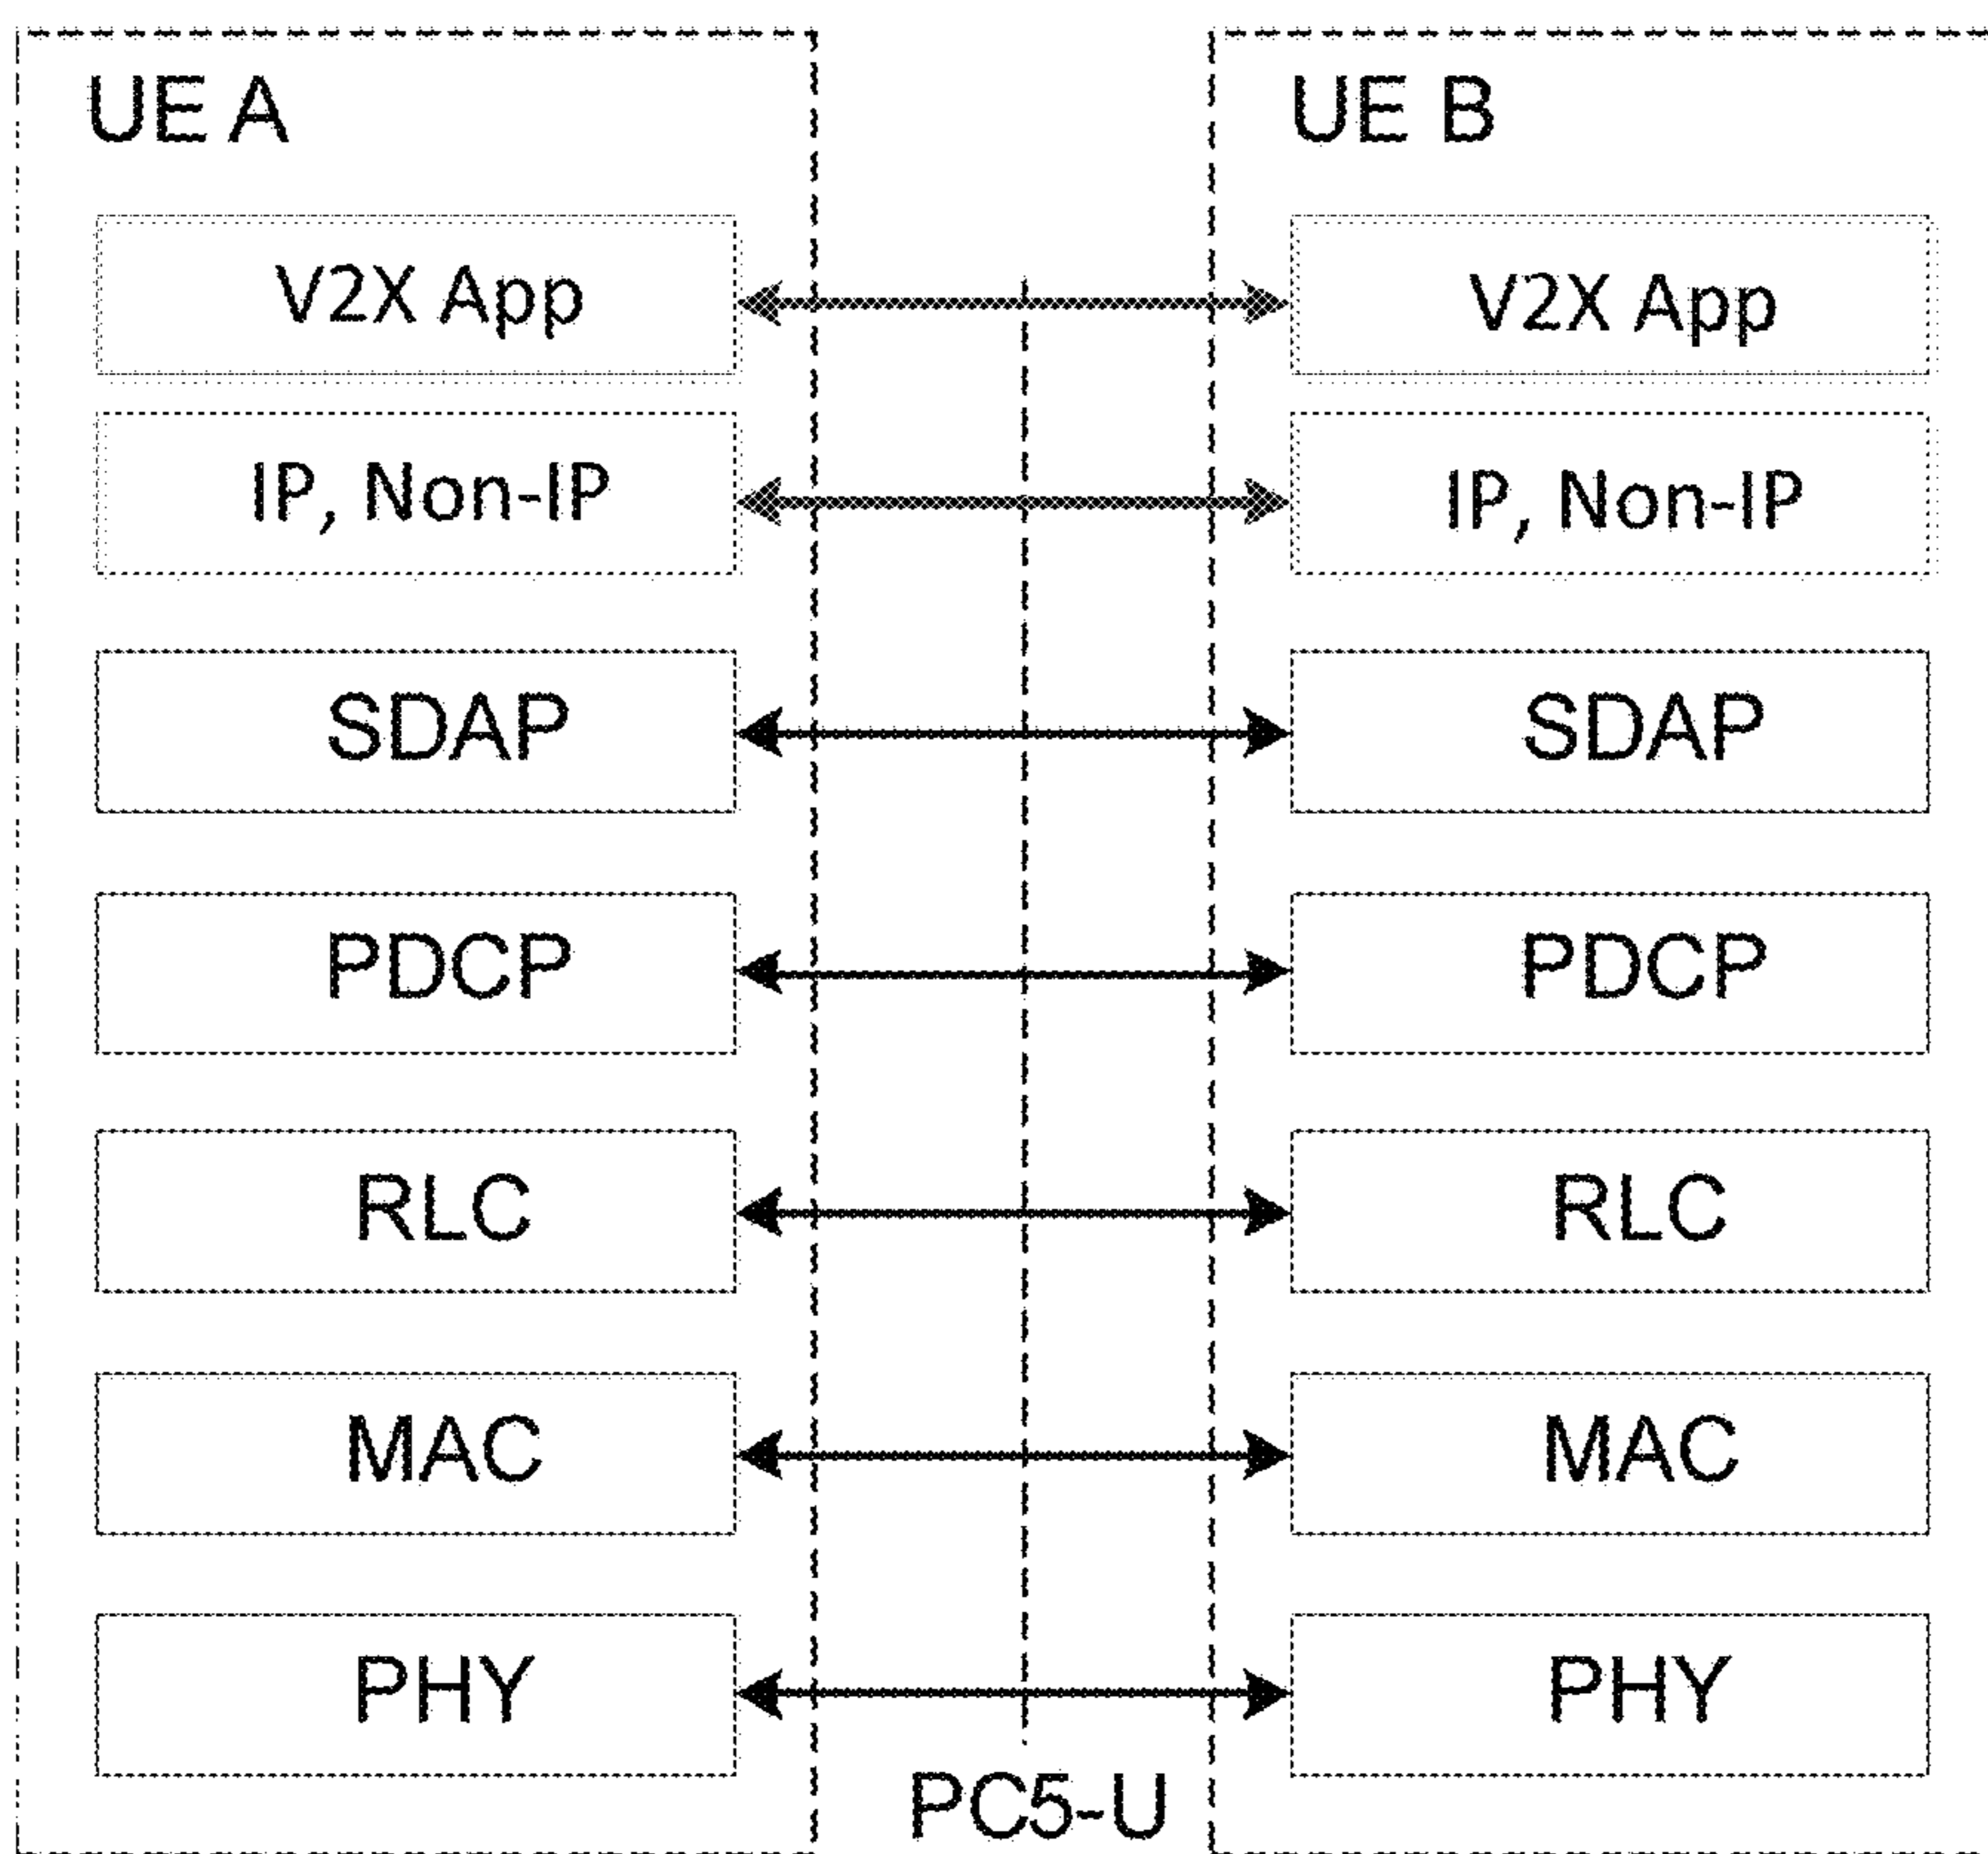 UE A
UE B
V2X App
V2X App
IP, Non-IP
IP, Non-IP
SDAP
SDAP
PDCP
PDCP
RLC
RLC
MAC
MAC
PHY
PHY
PC5-U